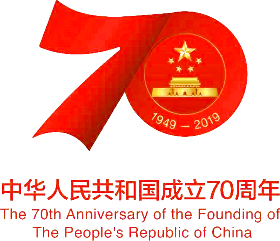 70
1949 — 2019
中华人民共和国成立70周年
The 70th Anniversary of the Founding of
The People's Republic of China